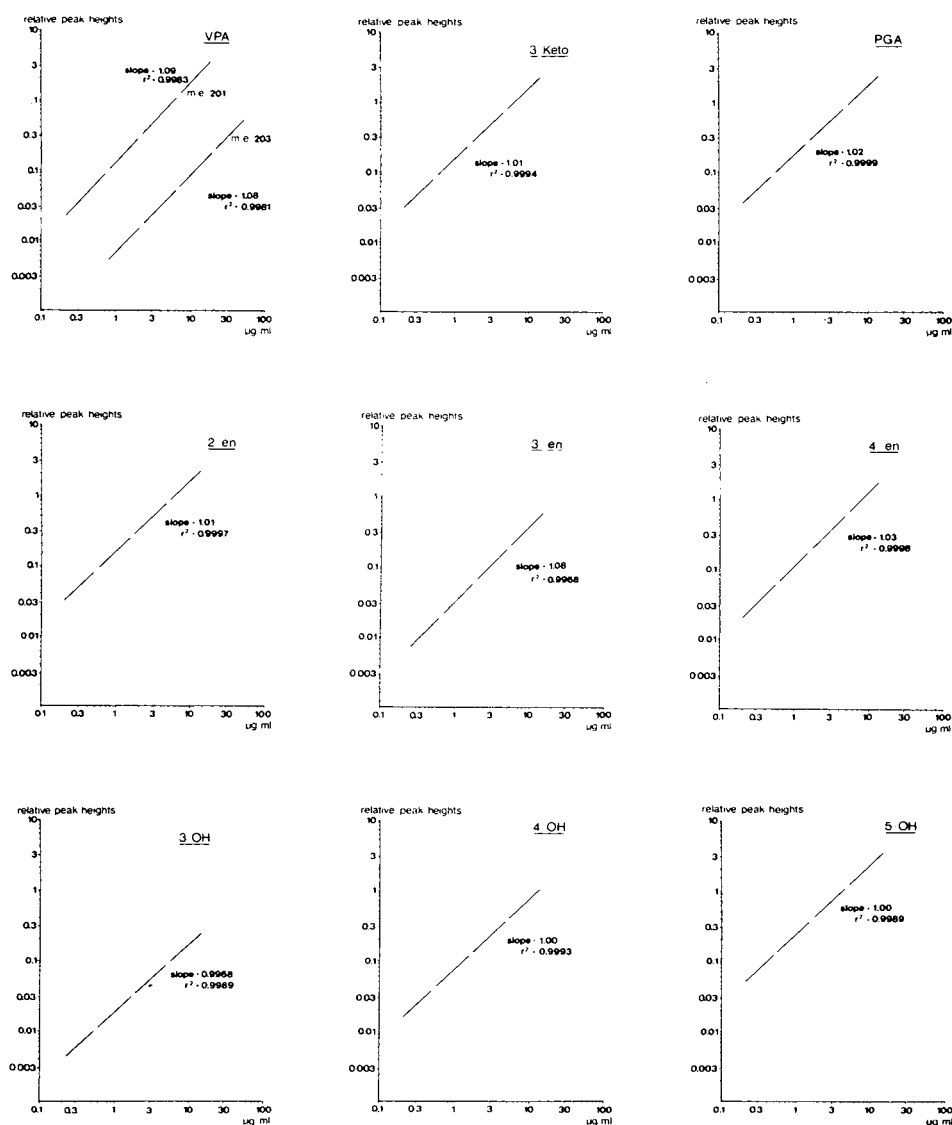 relative peak heights
VPA
10
3
1
0.3
0.1
0.03
0.01
0.003
slope - 1.09
r² - 0.9983
m e 201
m e 203
slope - 1.08
r² - 0.9981
0.1 0.3 1 3 10 30 100
µg ml
3 Keto
10
3
1
0.3
0.1
0.03
0.01
0.003
slope - 1.01
r² - 0.9994
0.1 0.3 1 3 10 30 100
µg ml
relative peak heights
PGA
10
3
1
0.3
0.1
0.03
0.01
0.003
slope - 1.02
r² - 0.9999
0.1 0.3 1 3 10 30 100
µg ml
relative peak heights
2 en
10
3
1
0.3
0.1
0.03
0.01
0.003
slope - 1.01
r² - 0.9997
0.1 0.3 1 3 10 30 100
µg ml
relative peak heights
3 en
10
3
1
0.3
0.1
0.03
0.01
0.003
slope - 1.08
r² - 0.9968
0.1 0.3 1 3 10 30 100
µg ml
relative peak heights
4 en
10
3
1
0.3
0.1
0.03
0.01
0.003
slope - 1.03
r² - 0.9998
0.1 0.3 1 3 10 30 100
µg ml
relative peak heights
3 OH
10
3
1
0.3
0.1
0.03
0.01
0.003
slope - 0.9968
r² - 0.9989
0.1 0.3 1 3 10 30 100
µg ml
relative peak heights
4 OH
10
3
1
0.3
0.1
0.03
0.01
0.003
slope - 1.00
r² - 0.9993
0.1 0.3 1 3 10 30 100
µg ml
relative peak heights
5 OH
10
3
1
0.3
0.1
0.03
0.01
0.003
slope - 1.00
r² - 0.9989
0.1 0.3 1 3 10 30 100
µg ml